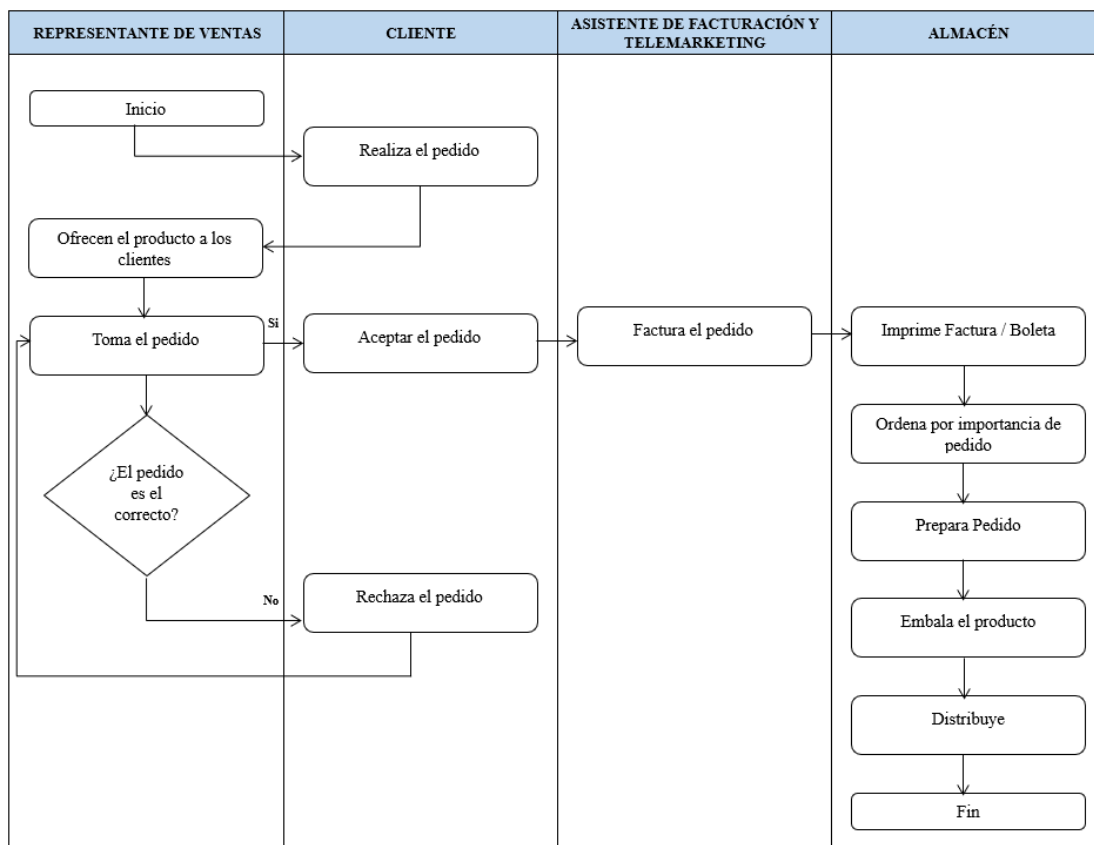 REPRESENTANTE DE VENTAS
CLIENTE
ASISTENTE DE FACTURACIÓN Y
TELEMARKETING
ALMACÉN
Inicio
Realiza el pedido
Ofrecen el producto a los
clientes
Toma el pedido
Si
Aceptar el pedido
Factura el pedido
Imprime Factura / Boleta
Ordena por importancia de
pedido
¿El pedido
es el
correcto?
Prepara Pedido
No
Rechaza el pedido
Embala el producto
Distribuye
Fin